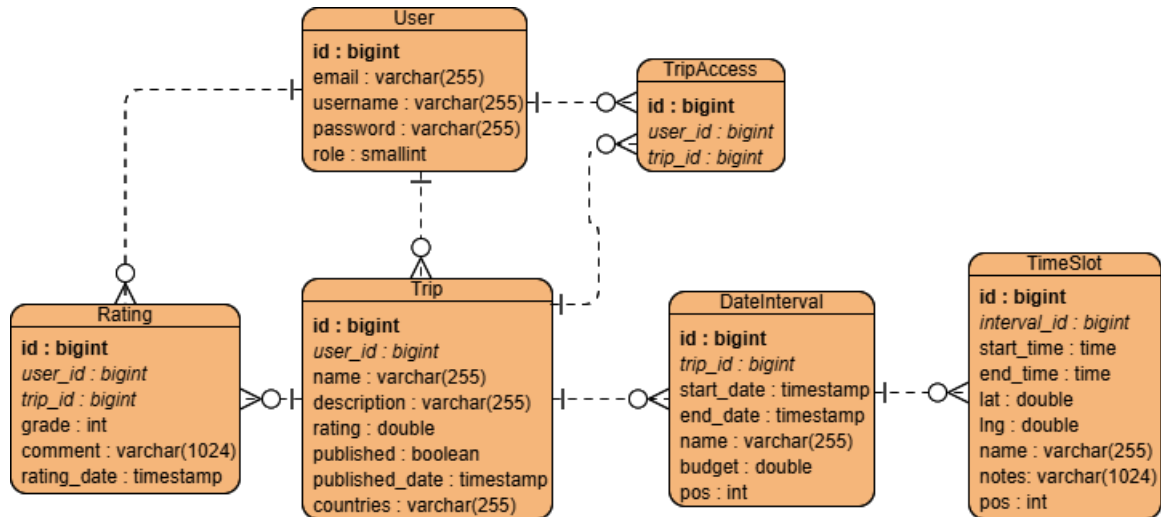 User
id : bigint
email : varchar(255)
username : varchar(255)
password : varchar(255)
role : smallint
TripAccess
id : bigint
user_id : bigint
trip_id : bigint
Rating
id : bigint
user_id : bigint
trip_id : bigint
grade : int
comment : varchar(1024)
rating_date : timestamp
Trip
id : bigint
user_id : bigint
name : varchar(255)
description : varchar(255)
rating : double
published : boolean
published_date : timestamp
countries : varchar(255)
DateInterval
id : bigint
trip_id : bigint
start_date : timestamp
end_date : timestamp
name : varchar(255)
budget : double
pos : int
TimeSlot
id : bigint
interval_id : bigint
start_time : time
end_time : time
lat : double
lng : double
name : varchar(255)
notes: varchar(1024)
pos : int